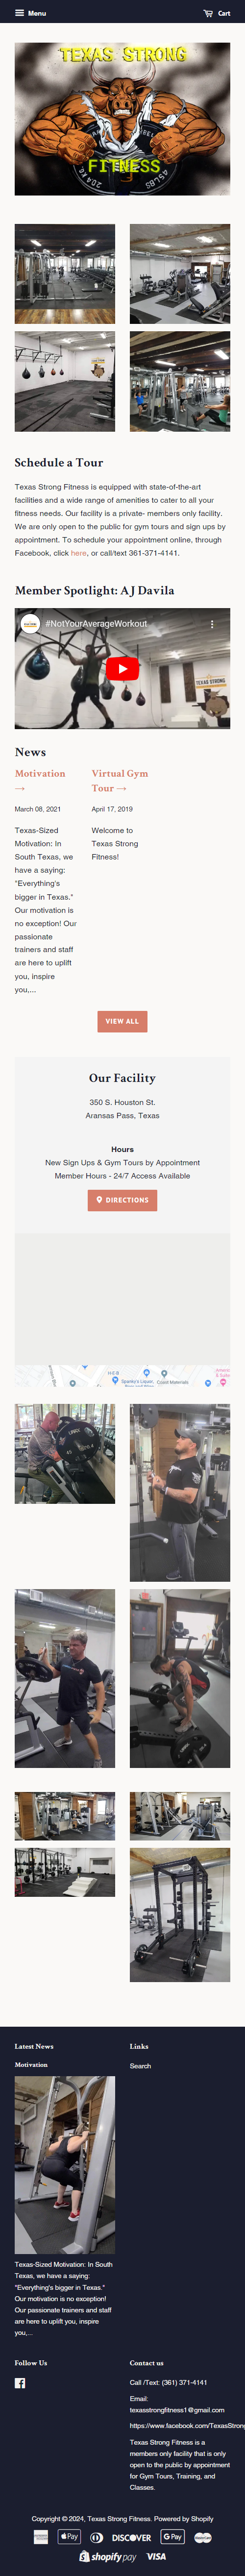 Menu
Cart
TEXAS STRONG
FITNESS
Schedule a Tour
Texas Strong Fitness is equipped with state-of-the-art
facilities and a wide range of amenities to cater to all your
fitness needs. Our facility is a private- members only facility.
We are only open to the public for gym tours and sign ups by
appointment. To schedule your appointment online, through
Facebook, click here, or call/text 361-371-4141.
Member Spotlight: AJ Davila
#NotYourAverageWorkout
TEXAS STRONG
News
Motivation
→
March 08, 2021
Texas-Sized
Motivation: In
South Texas, we
have a saying:
"Everything's
bigger in Texas."
Our motivation is
no exception! Our
passionate
trainers and staff
are here to uplift
you, inspire
you,...
Virtual Gym
Tour →
April 17, 2019
Welcome to
Texas Strong
Fitness!
VIEW ALL
Our Facility
350 S. Houston St.
Aransas Pass, Texas
Hours
New Sign Ups & Gym Tours by Appointment
Member Hours - 24/7 Access Available
DIRECTIONS
HEB
Spanky's Liquor
Coast Materials
Latest News
Motivation
Texas-Sized Motivation: In South
Texas, we have a saying:
"Everything's bigger in Texas."
Our motivation is no exception!
Our passionate trainers and staff
are here to uplift you, inspire
you,...
Links
Search
Follow Us
Contact us
Call /Text: (361) 371-4141
Email:
texasstrongfitness1@gmail.com
https://www.facebook.com/TexasStrong
Texas Strong Fitness is a
members only facility that is only
open to the public by appointment
for Gym Tours, Training, and
Classes.
Copyright © 2024, Texas Strong Fitness. Powered by Shopify
Pay
DISCOVER
G Pay
shopify pay
VISA